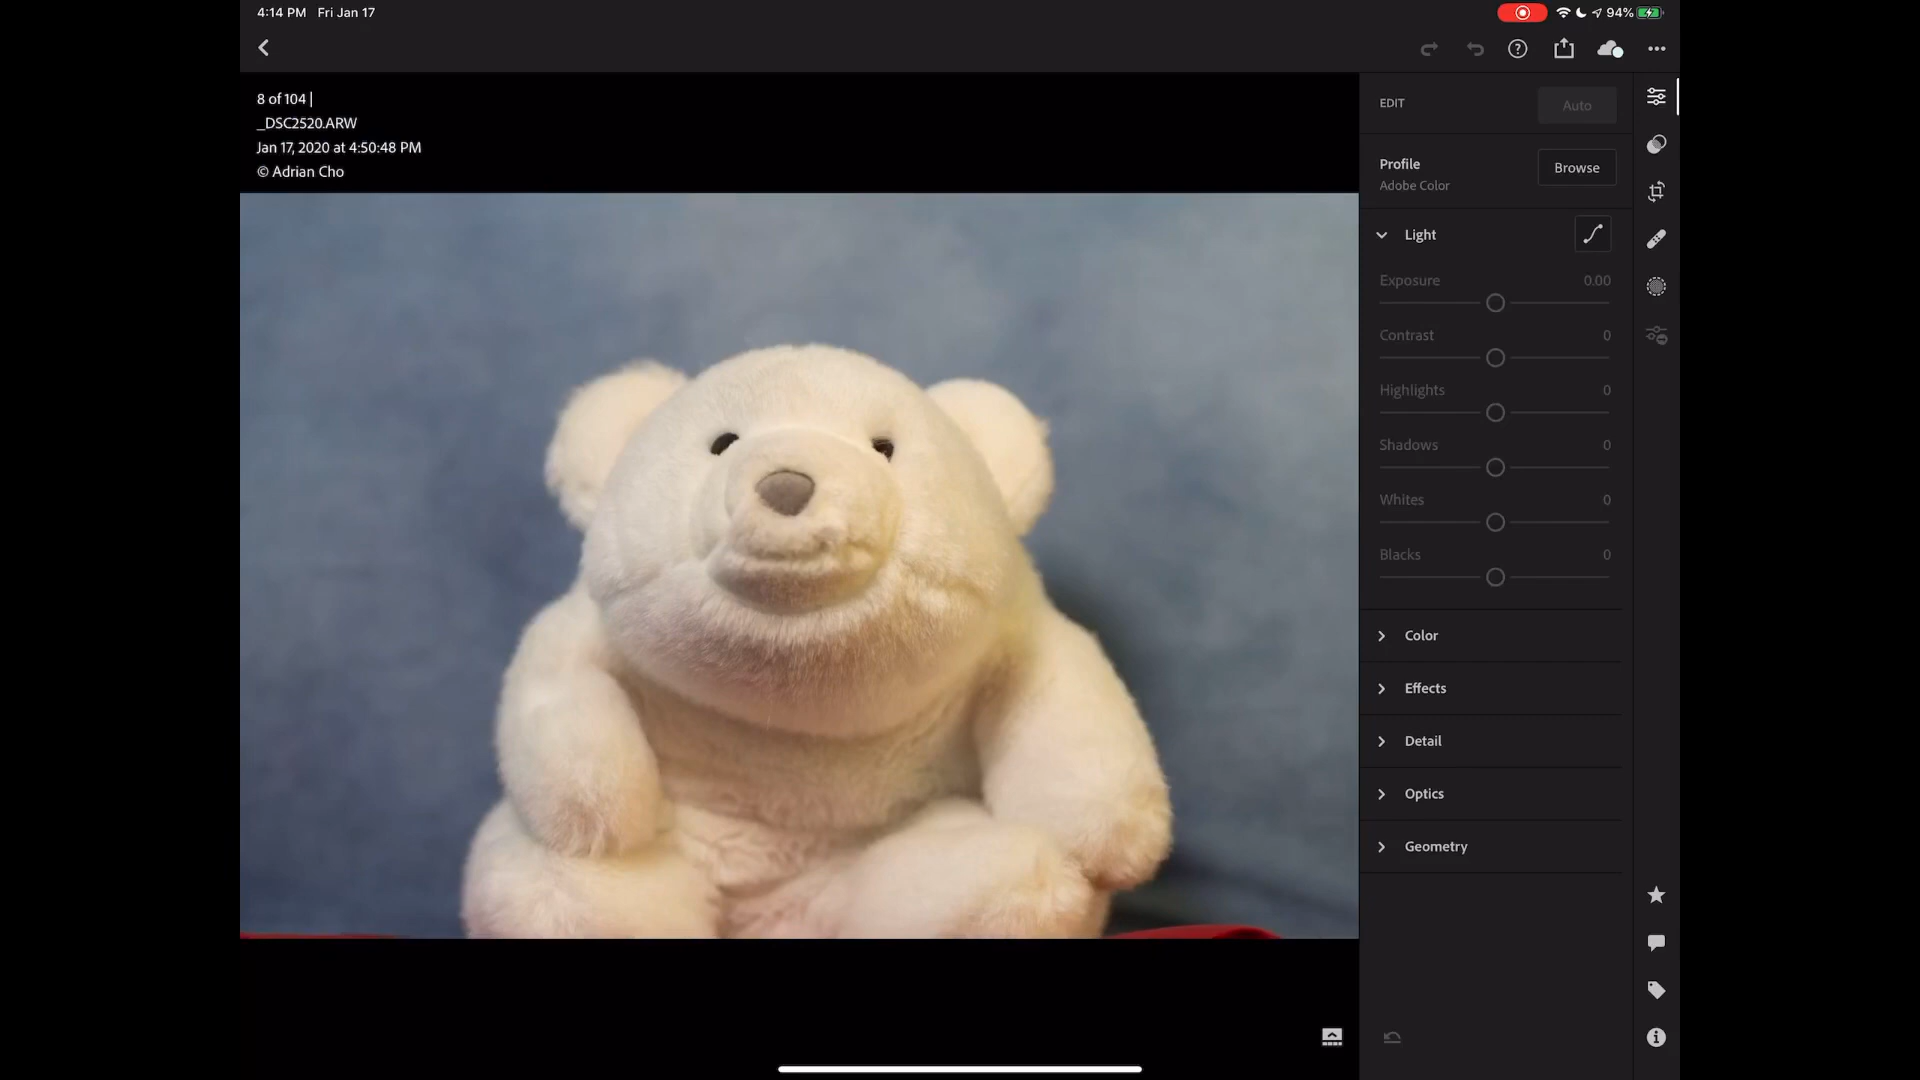 4:14 PM Fri Jan 17
94%
8 of 104 |
_DSC2520.ARW
Jan 17, 2020 at 4:50:48 PM
© Adrian Cho
EDIT
Auto
Profile
Adobe Color
Browse
Light
Exposure 0.00
Contrast 0
Highlights 0
Shadows 0
Whites 0
Blacks 0
Color
Effects
Detail
Optics
Geometry